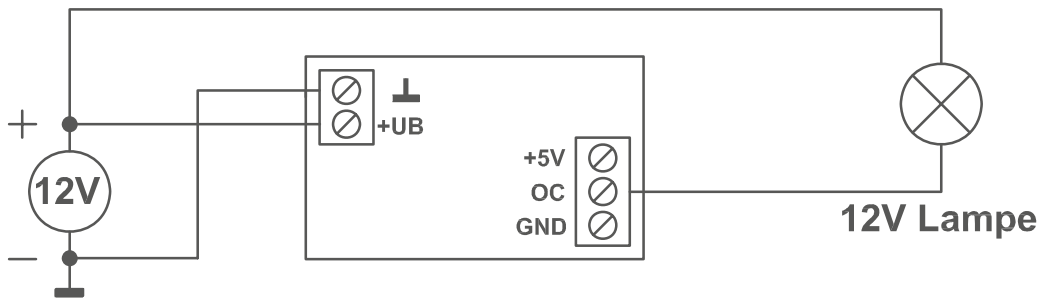 +
+UB
+5V
12V
OC
12V Lampe
GND
−